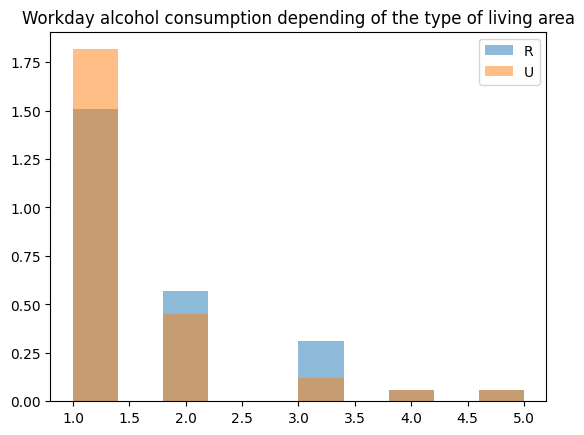 Workday alcohol consumption depending of the type of living area
R
U
1.75
1.50
1.25
1.00
0.75
0.50
0.25
0.00
1.0 1.5 2.0 2.5 3.0 3.5 4.0 4.5 5.0